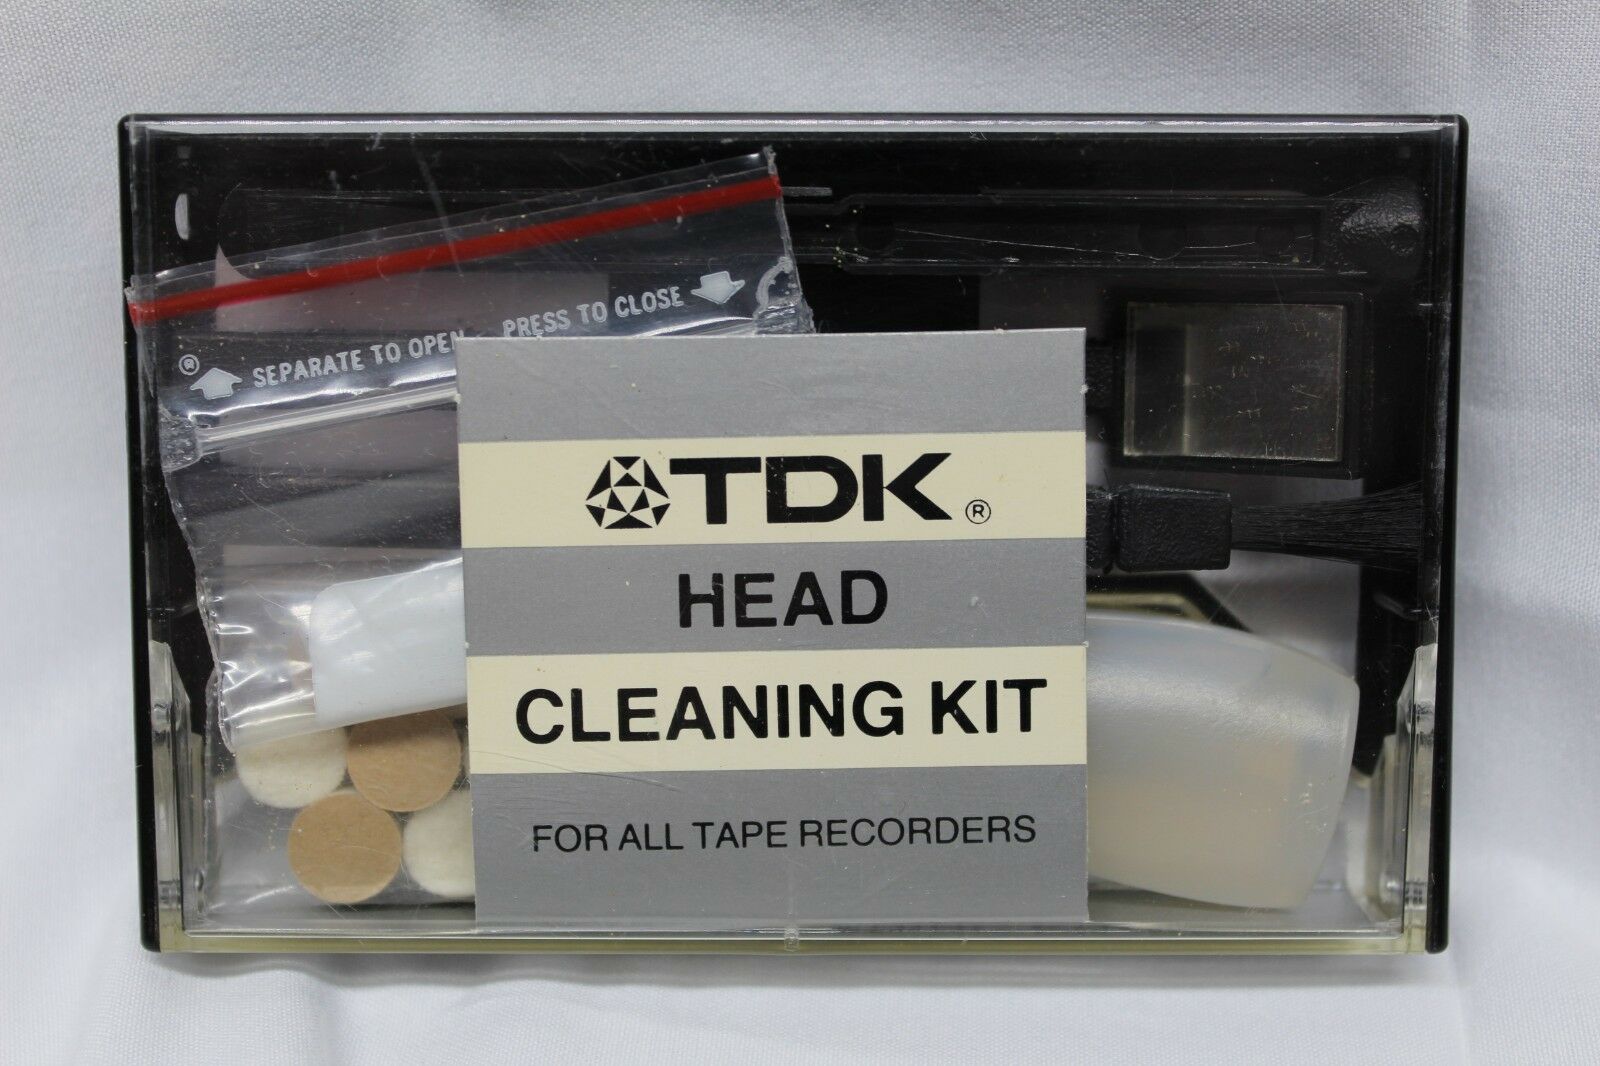 ® SEPARATE TO OPEN PRESS TO CLOSE
TDK®
HEAD
CLEANING KIT
FOR ALL TAPE RECORDERS